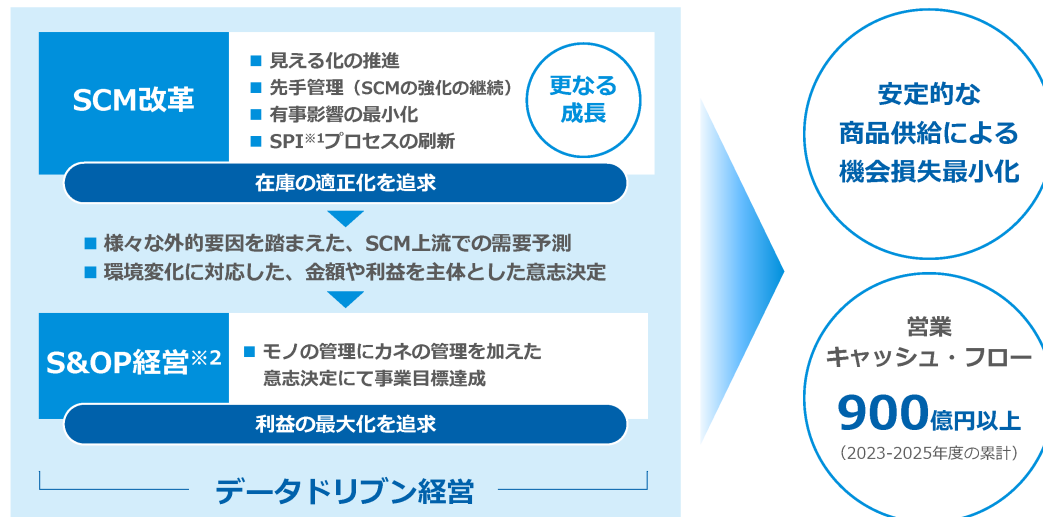 SCM改革
■ 見える化の推進
■ 先手管理（SCMの強化の継続）
■ 有事影響の最小化
■ SPI※1プロセスの刷新
更なる
成長
在庫の適正化を追求
■ 様々な外的要因を踏まえた、SCM上流での需要予測
■ 環境変化に対応した、金額や利益を主体とした意志決定
S&OP経営※2
■ モノの管理にカネの管理を加えた
意志決定にて事業目標達成
利益の最大化を追求
データドリブン経営
安定的な
商品供給による
機会損失最小化
営業
キャッシュ・フロー
900億円以上
（2023-2025年度の累計）